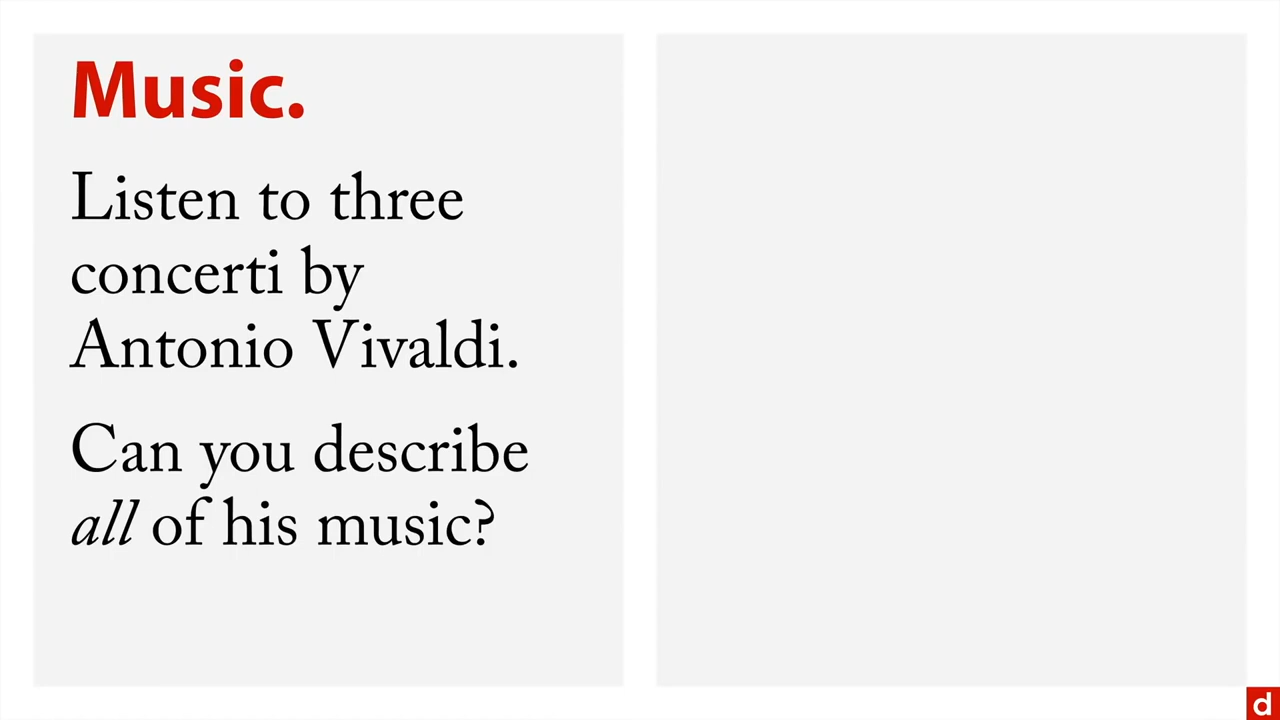 Music.
Listen to three
concerti by
Antonio Vivaldi.
Can you describe
all of his music?
d